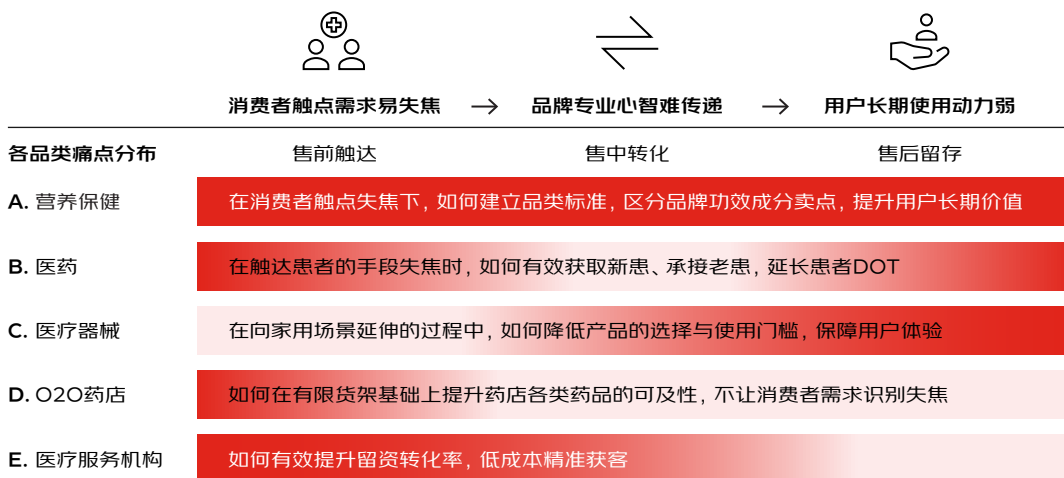 消费者触点需求易失焦 → 品牌专业心智难传递 → 用户长期使用动力弱
各品类痛点分布 售前触达 售中转化 售后留存
A. 营养保健 在消费者触点失焦下，如何建立品类标准，区分品牌功效成分卖点，提升用户长期价值
B. 医药 在触达患者的手段失焦时，如何有效获取新患、承接老患，延长患者DOT
C. 医疗器械 在向家用场景延伸的过程中，如何降低产品的选择与使用门槛，保障用户体验
D. O2O药店 如何在有限货架基础上提升药店各类药品的可及性，不让消费者需求识别失焦
E. 医疗服务机构 如何有效提升留资转化率，低成本精准获客